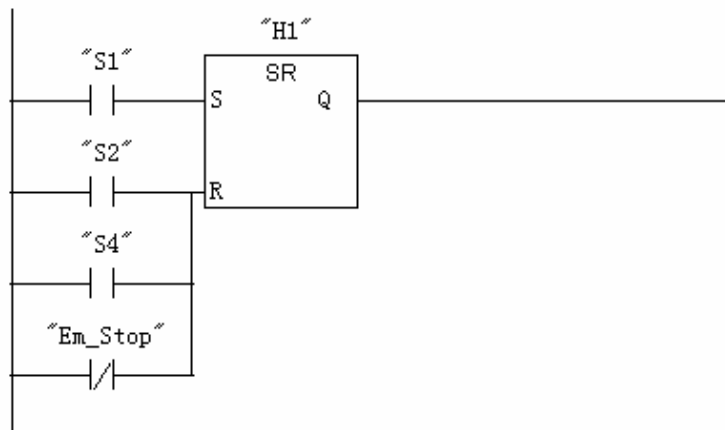 "H1"
"S1"
SR
S Q
"S2"
R
"S4"
"Em_Stop"